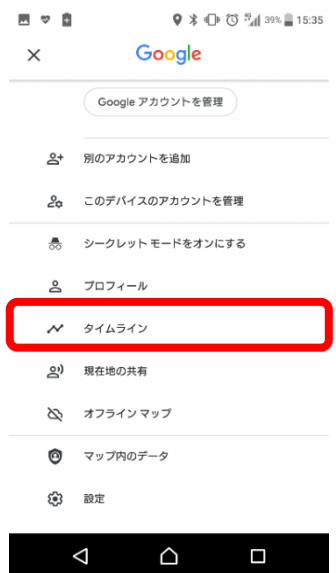 39% 15:35
Google
Google アカウントを管理
別のアカウントを追加
このデバイスのアカウントを管理
シークレット モードをオンにする
プロフィール
タイムライン
現在地の共有
オフライン マップ
マップ内のデータ
設定